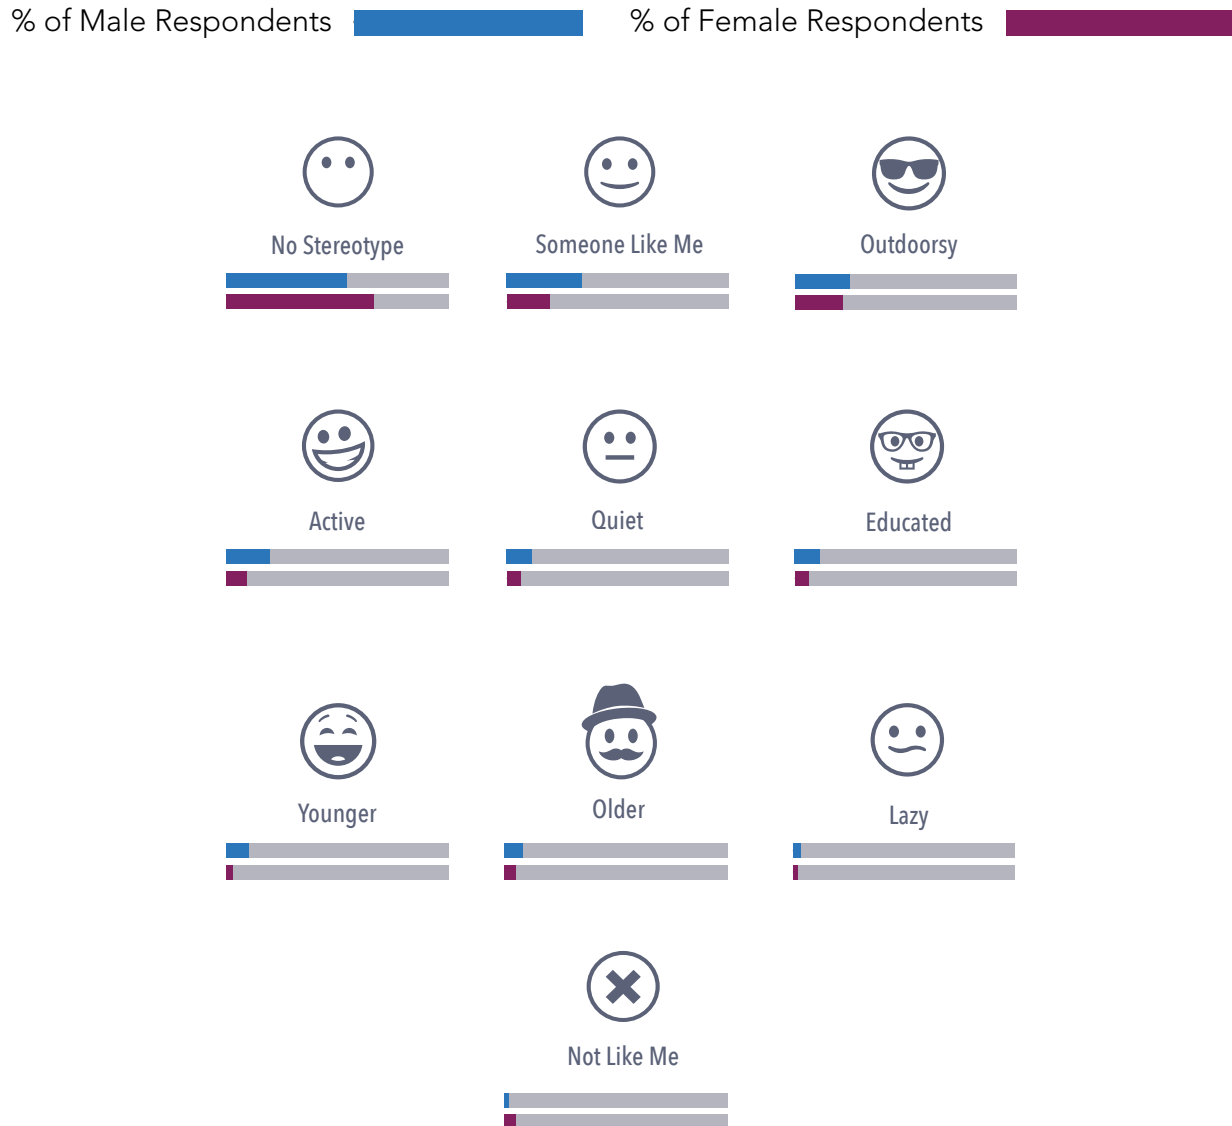 % of Male Respondents
% of Female Respondents
No Stereotype
Someone Like Me
Outdoorsy
Active
Quiet
Educated
Younger
Older
Lazy
Not Like Me